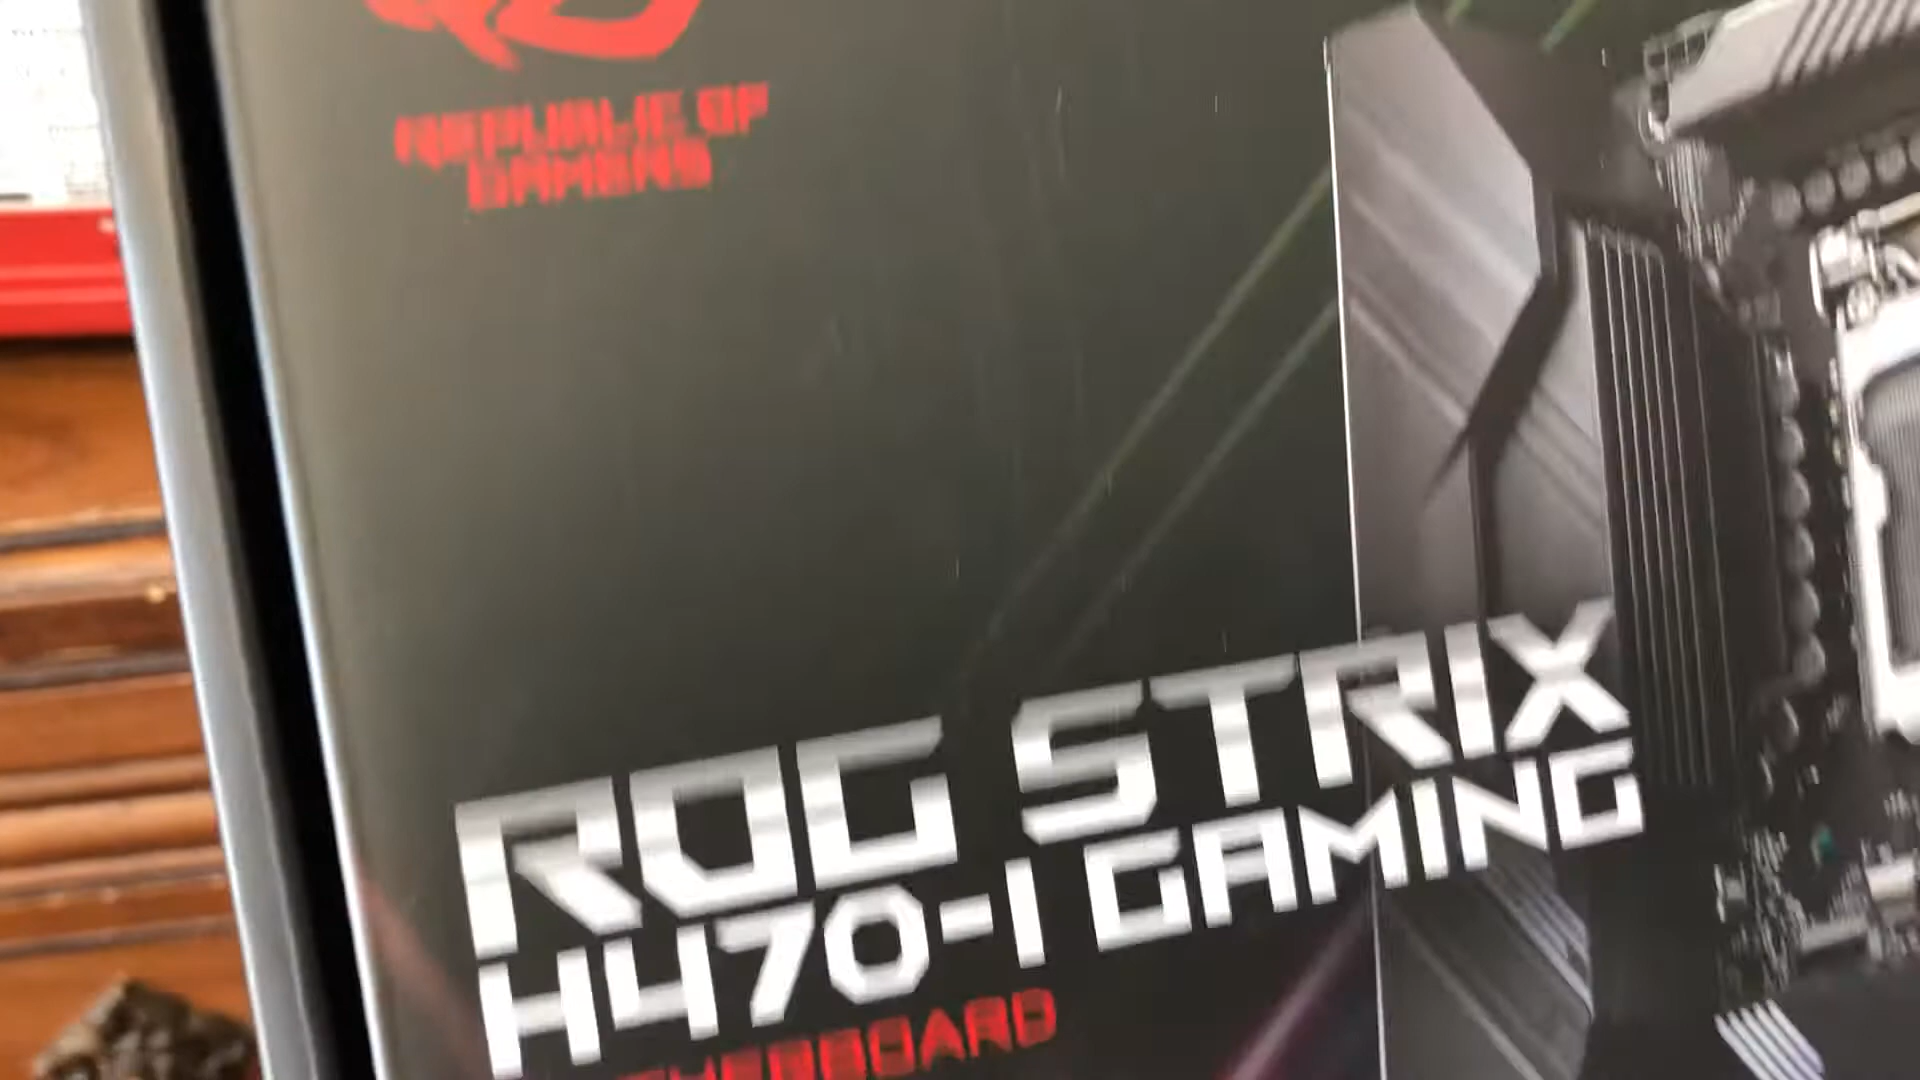 REPUBLIC OF
GAMERS
ROG STRIX
H470-I GAMING